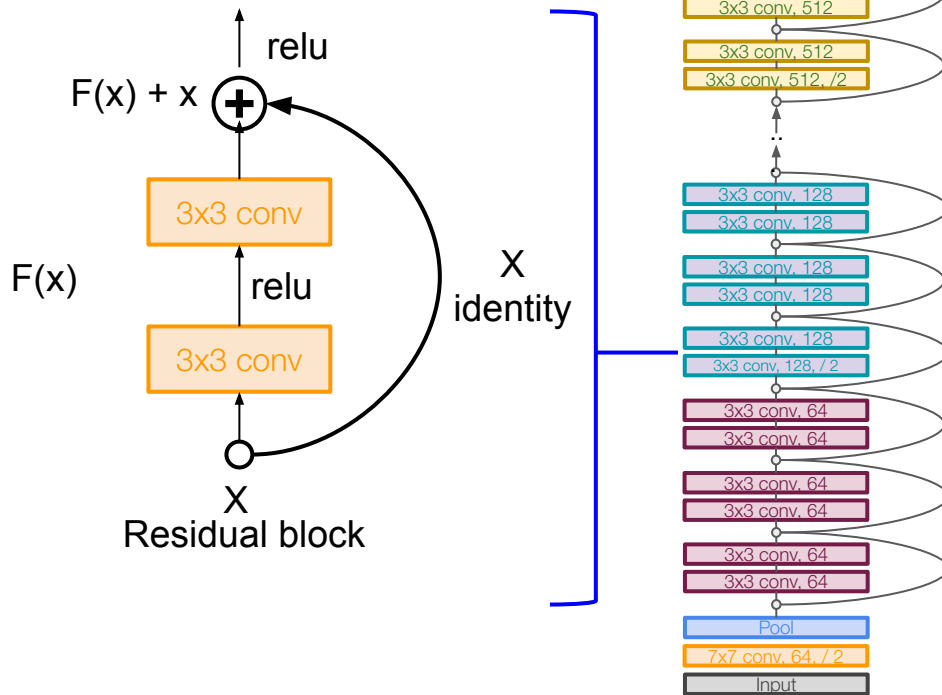 relu
F(x) + x
3x3 conv
F(x)
relu
X
identity
3x3 conv
X
Residual block
3x3 conv, 512
3x3 conv, 512
3x3 conv, 512, /2
..
3x3 conv, 128
3x3 conv, 128
3x3 conv, 128
3x3 conv, 128
3x3 conv, 128
3x3 conv, 128, / 2
3x3 conv, 64
3x3 conv, 64
3x3 conv, 64
3x3 conv, 64
3x3 conv, 64
3x3 conv, 64
Pool
7x7 conv, 64, / 2
Input